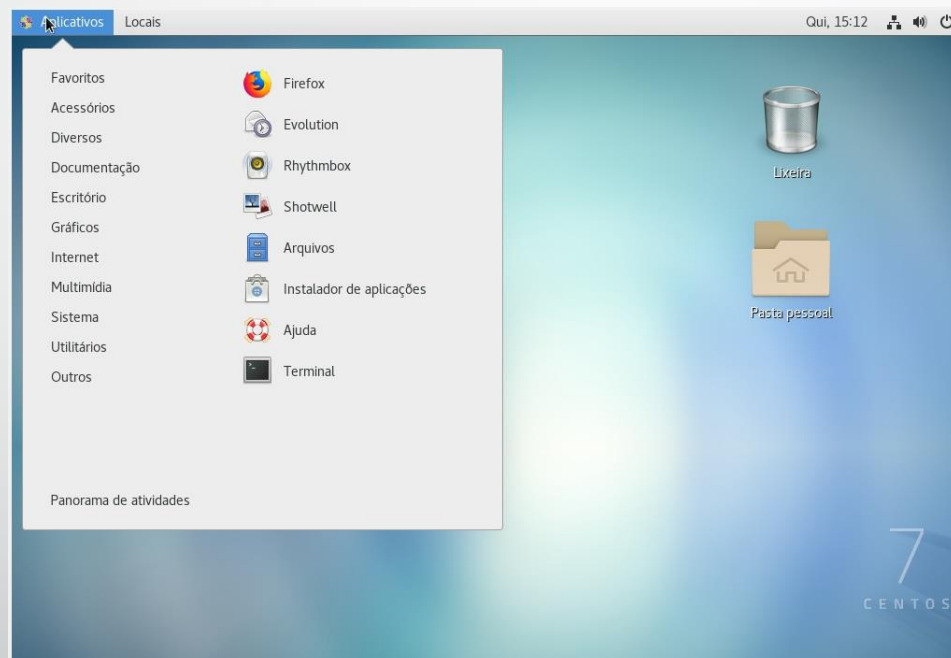 Aplicativos Locais Qui, 15:12
Favoritos
Acessórios
Diversos
Documentação
Escritório
Gráficos
Internet
Multimídia
Sistema
Utilitários
Outros
Panorama de atividades
Firefox
Evolution
Rhythmbox
Shotwell
Arquivos
Instalador de aplicações
Ajuda
Terminal
Lixeira
Pasta pessoal
7
CENTOS